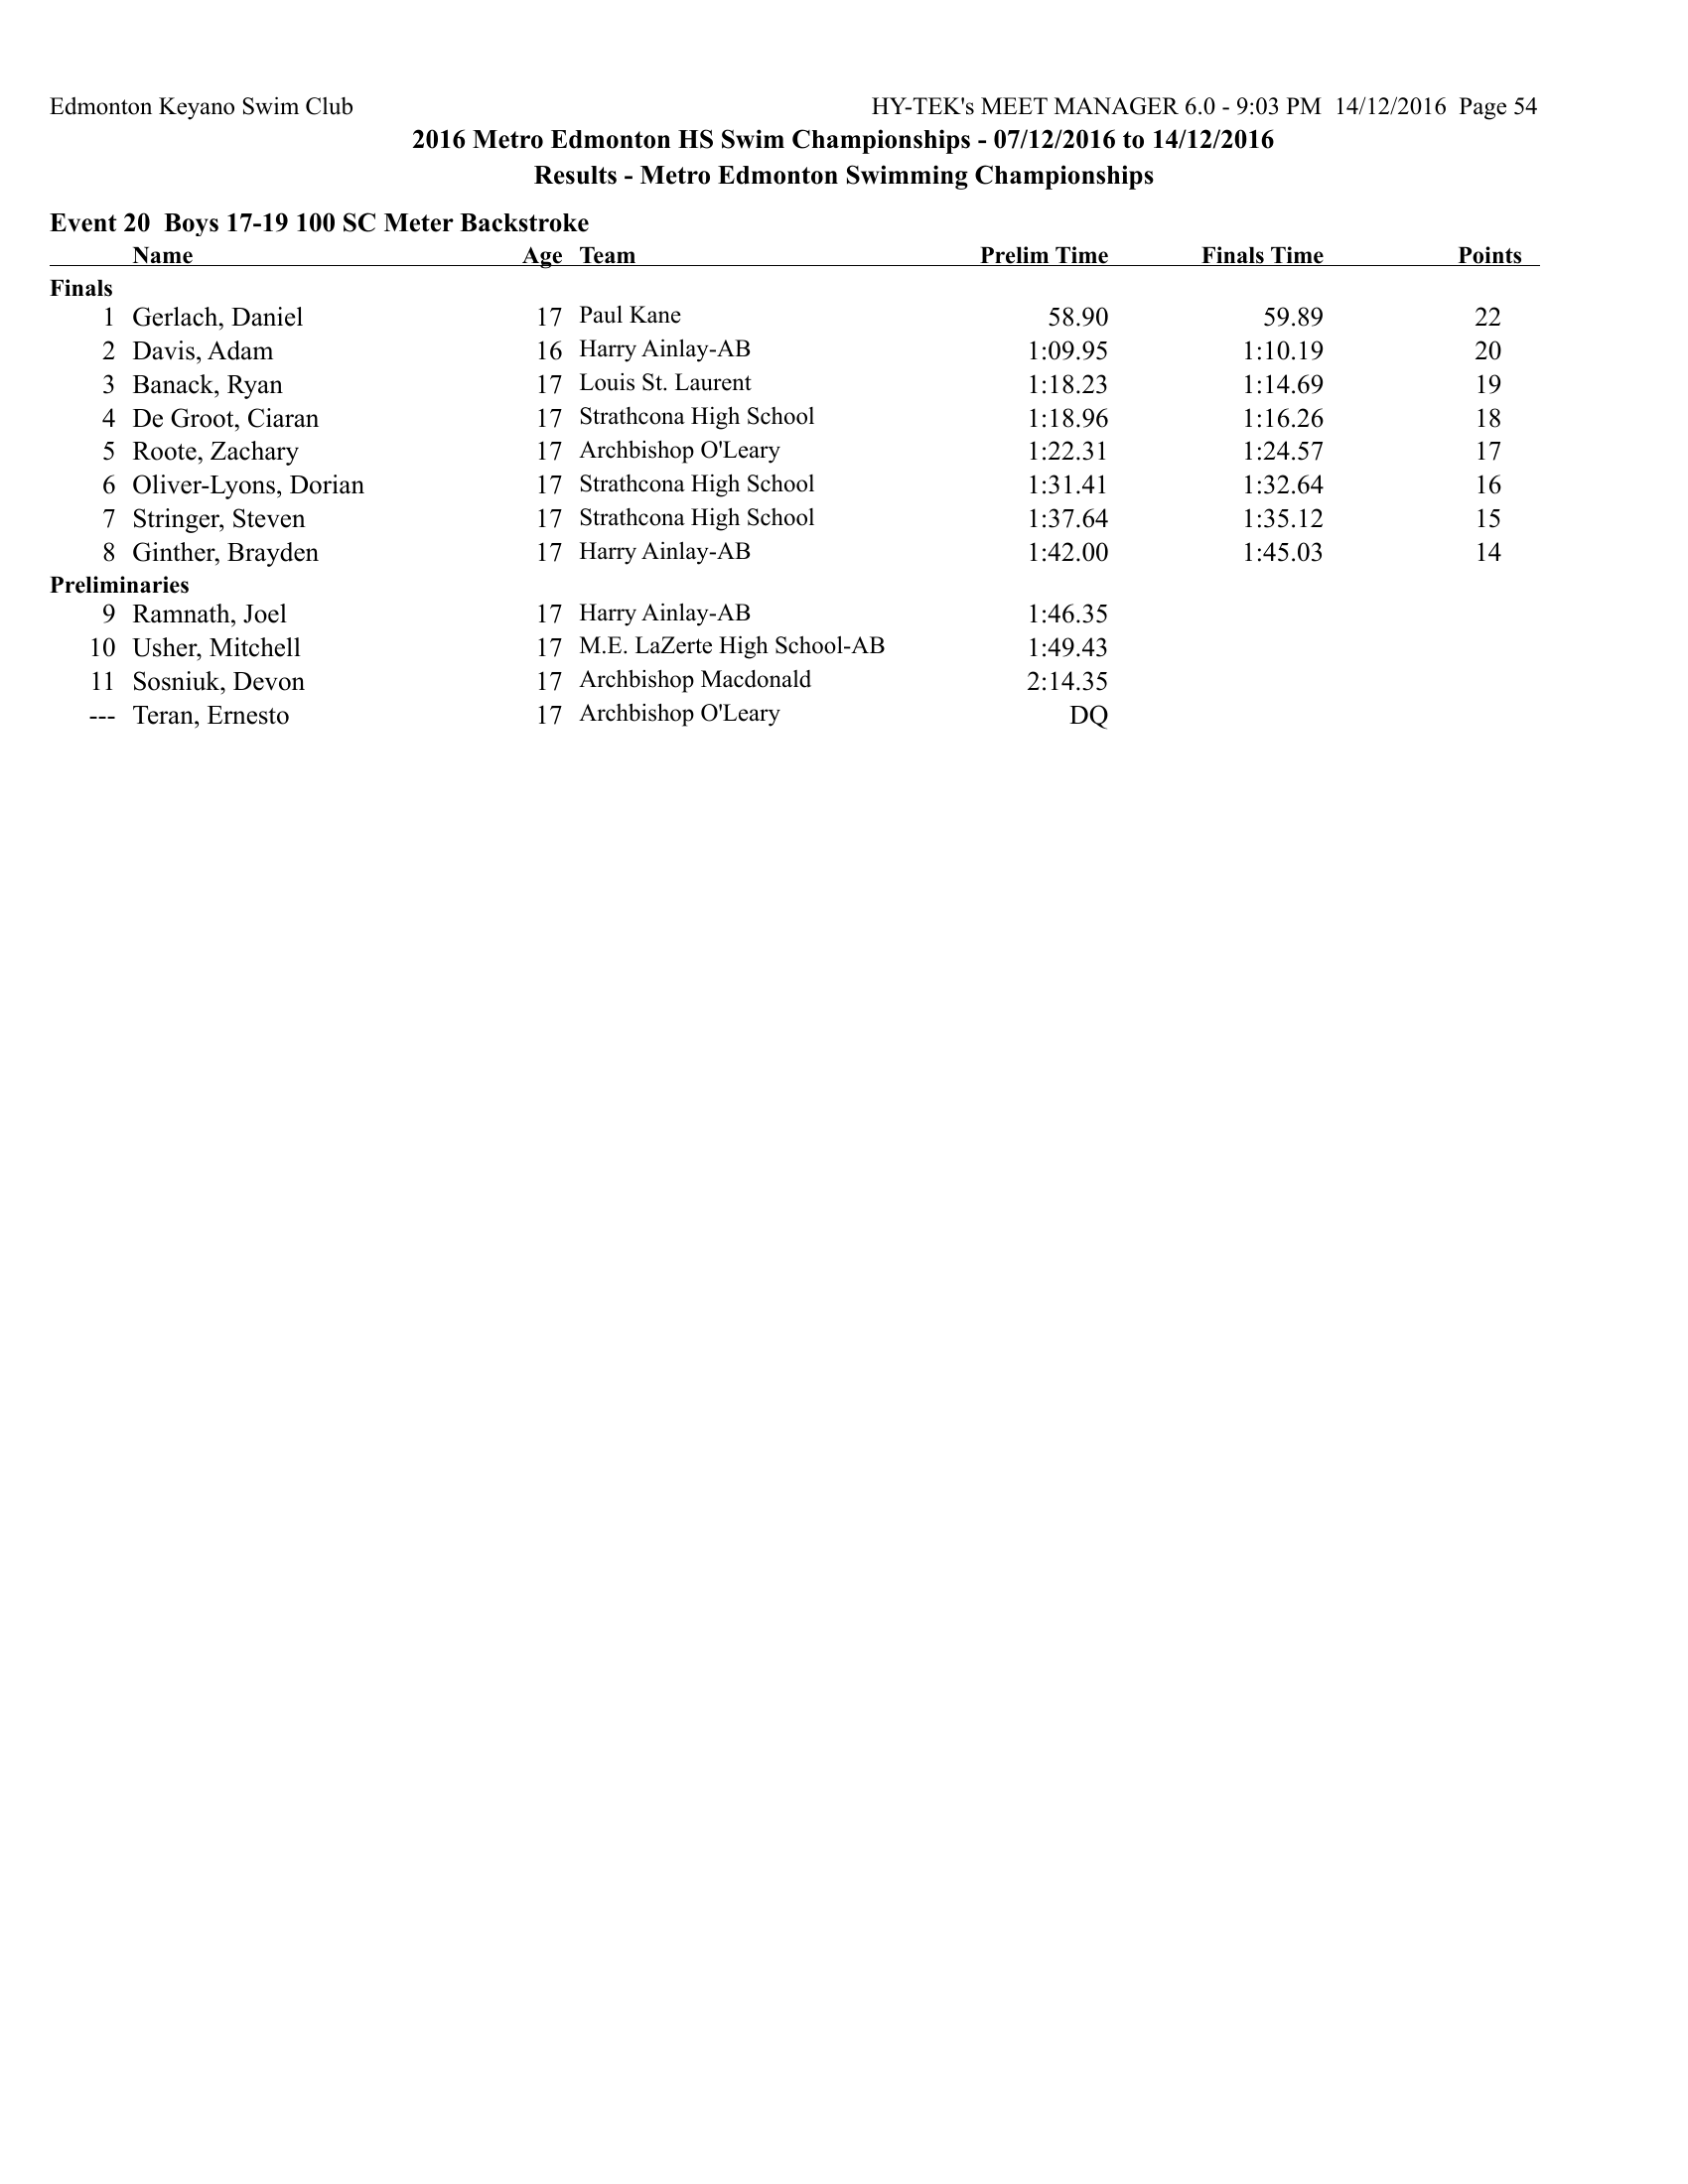 Edmonton Keyano Swim Club HY-TEK's MEET MANAGER 6.0 - 9:03 PM 14/12/2016 Page 54
2016 Metro Edmonton HS Swim Championships - 07/12/2016 to 14/12/2016
Results - Metro Edmonton Swimming Championships
Event 20 Boys 17-19 100 SC Meter Backstroke
Name Age Team Prelim Time Finals Time Points
Finals
1 Gerlach, Daniel 17 Paul Kane 58.90 59.89 22
2 Davis, Adam 16 Harry Ainlay-AB 1:09.95 1:10.19 20
3 Banack, Ryan 17 Louis St. Laurent 1:18.23 1:14.69 19
4 De Groot, Ciaran 17 Strathcona High School 1:18.96 1:16.26 18
5 Roote, Zachary 17 Archbishop O'Leary 1:22.31 1:24.57 17
6 Oliver-Lyons, Dorian 17 Strathcona High School 1:31.41 1:32.64 16
7 Stringer, Steven 17 Strathcona High School 1:37.64 1:35.12 15
8 Ginther, Brayden 17 Harry Ainlay-AB 1:42.00 1:45.03 14
Preliminaries
9 Ramnath, Joel 17 Harry Ainlay-AB 1:46.35
10 Usher, Mitchell 17 M.E. LaZerte High School-AB 1:49.43
11 Sosniuk, Devon 17 Archbishop Macdonald 2:14.35
--- Teran, Ernesto 17 Archbishop O'Leary DQ